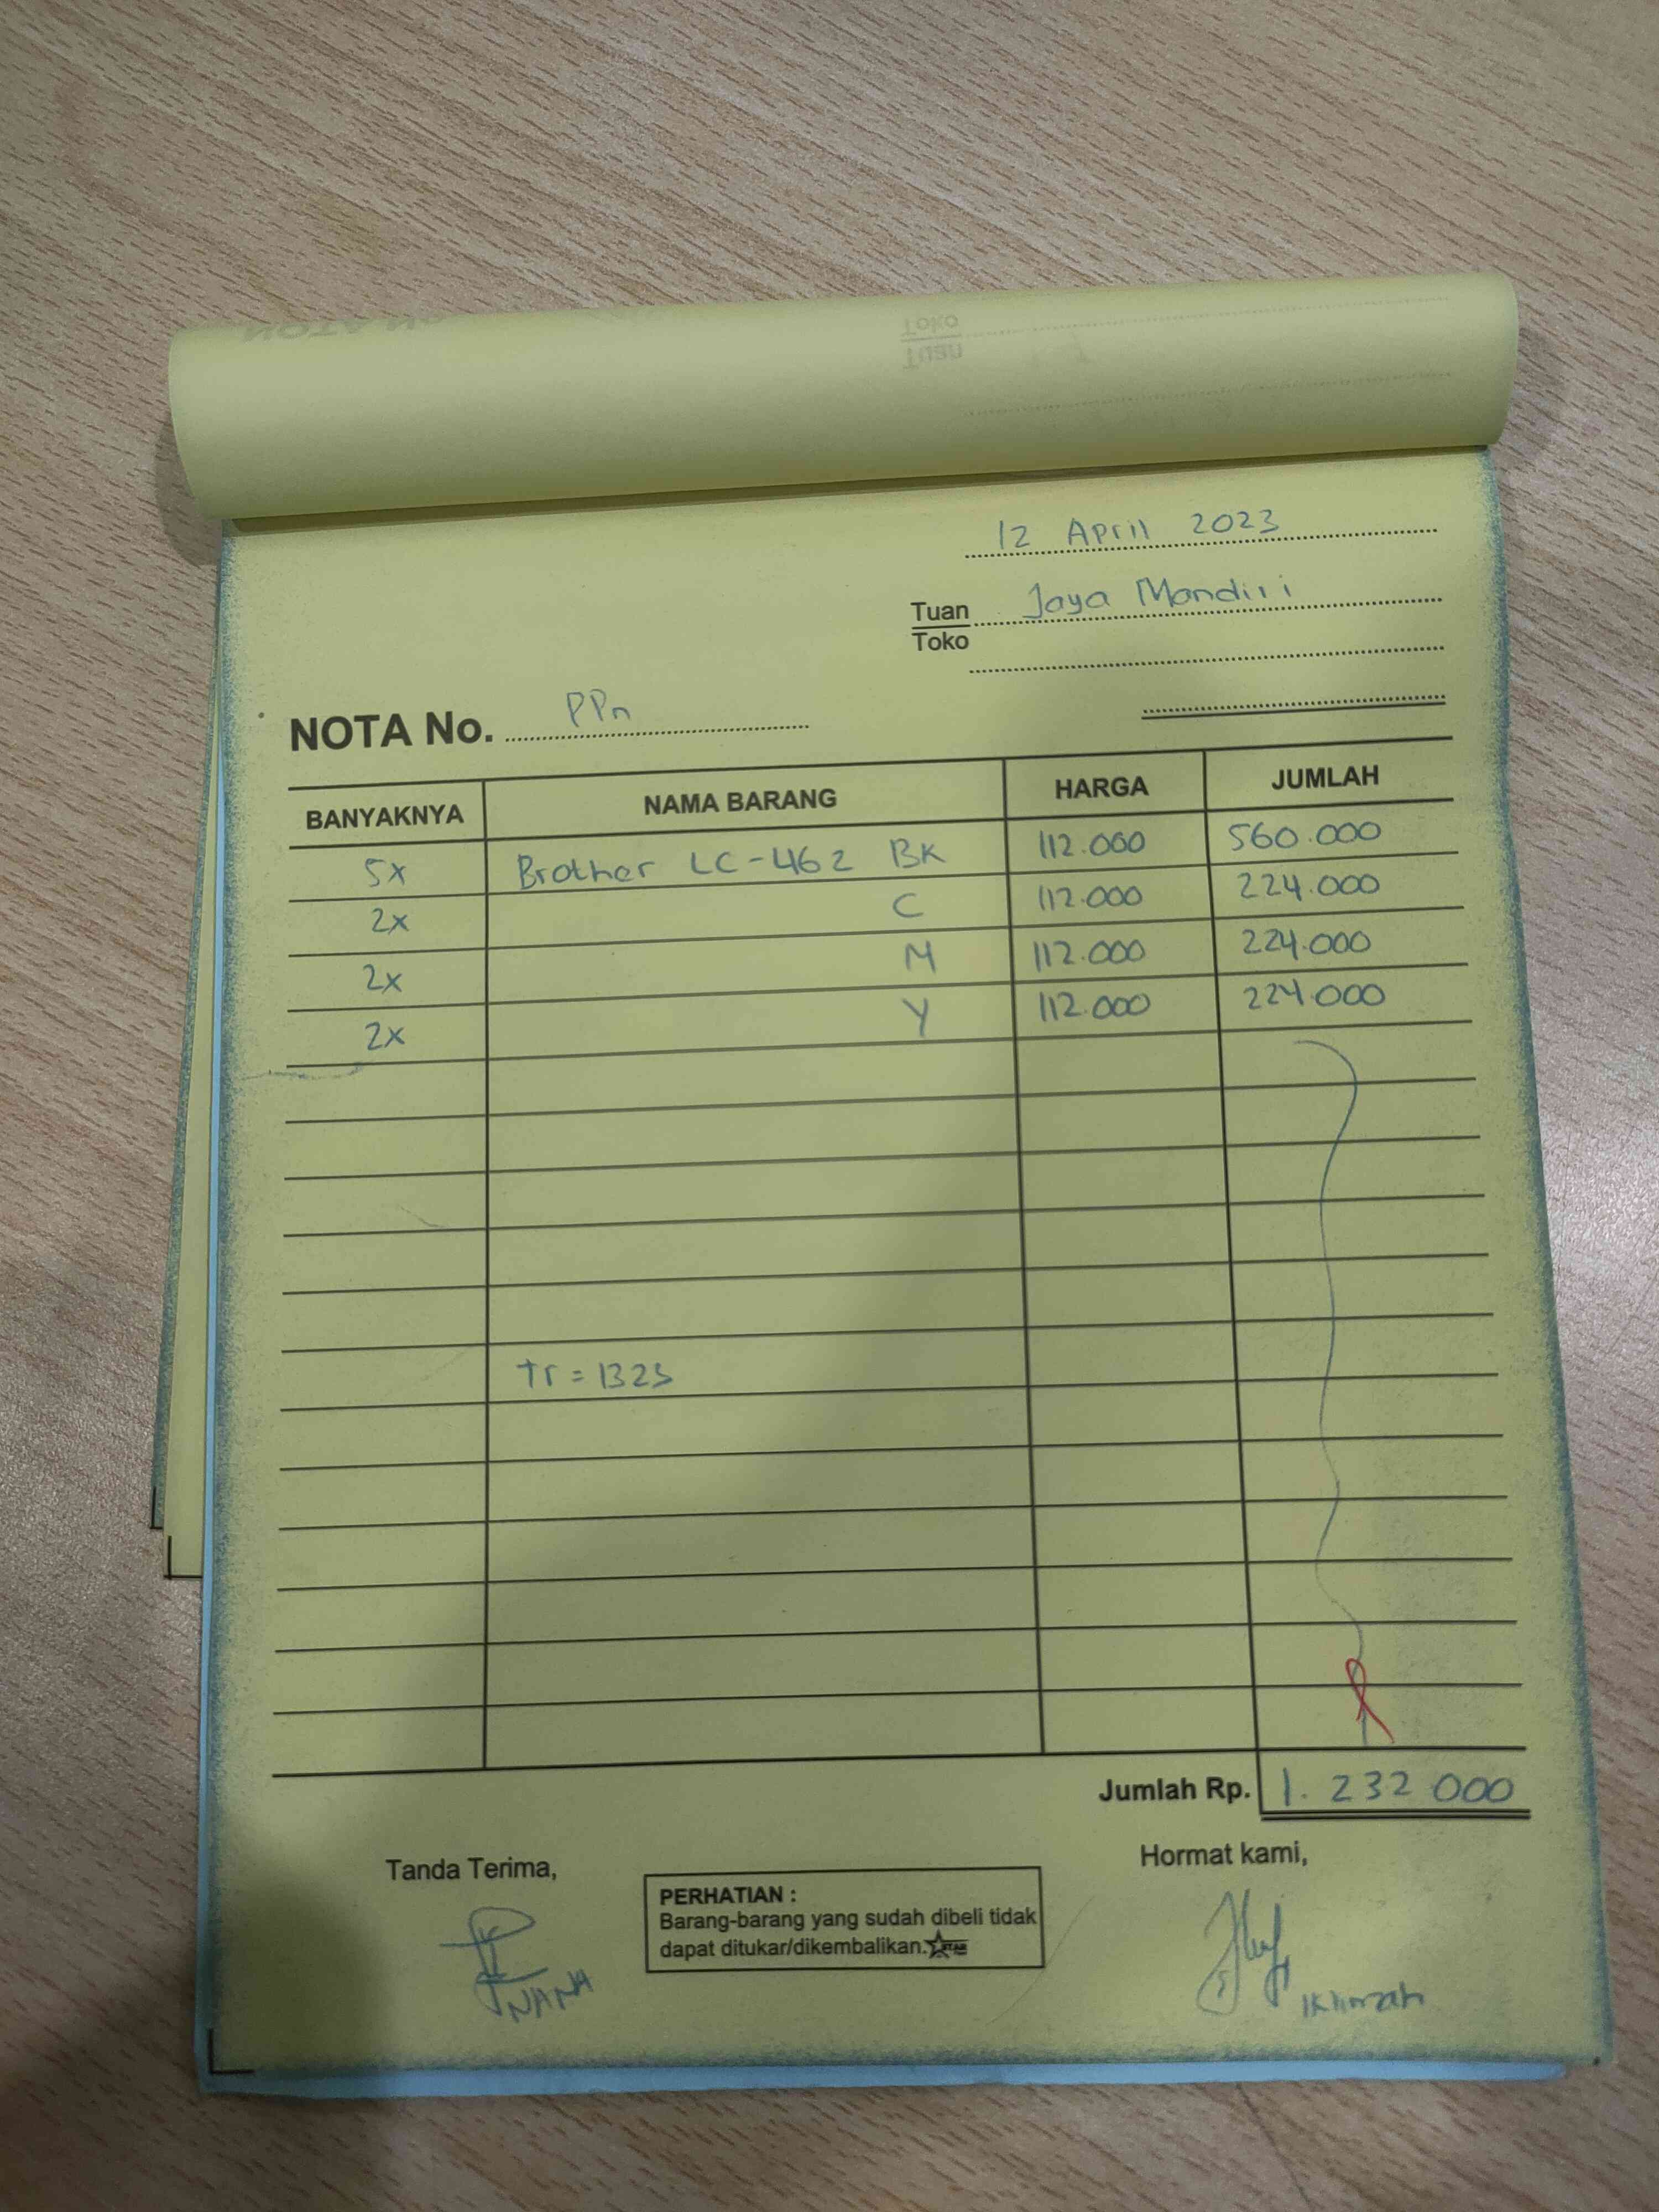 12 April 2023
Tuan Jaya Mandiri
Toko
NOTA No. PPn
BANYAKNYA NAMA BARANG HARGA JUMLAH
5x Brother LC-462 BK 112.000 560.000
2x C 112.000 224.000
2x M 112.000 224.000
2x Y 112.000 224.000
Tr = 1323
Jumlah Rp. 1.232 000
Tanda Terima, Hormat kami,
PERHATIAN :
Barang-barang yang sudah dibeli tidak
dapat ditukar/dikembalikan.
NANA